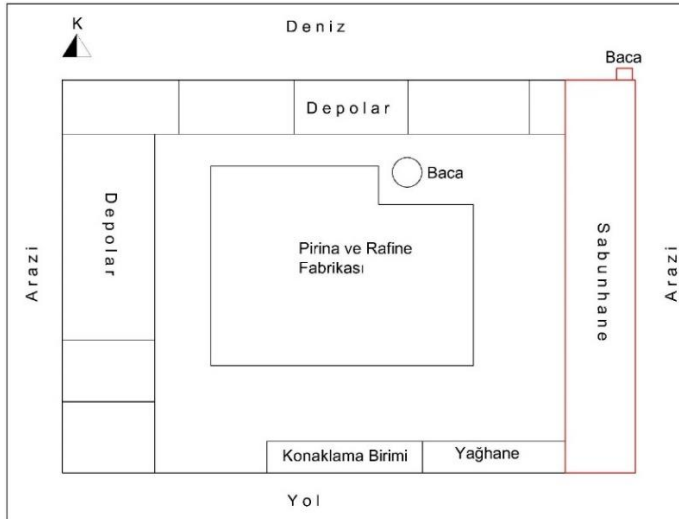 K
Deniz
Baca
Depolar
Baca
Depolar
Arazi
Pirina ve Rafine
Fabrikası
Sabunhane
Arazi
Konaklama Birimi
Yağhane
Yol